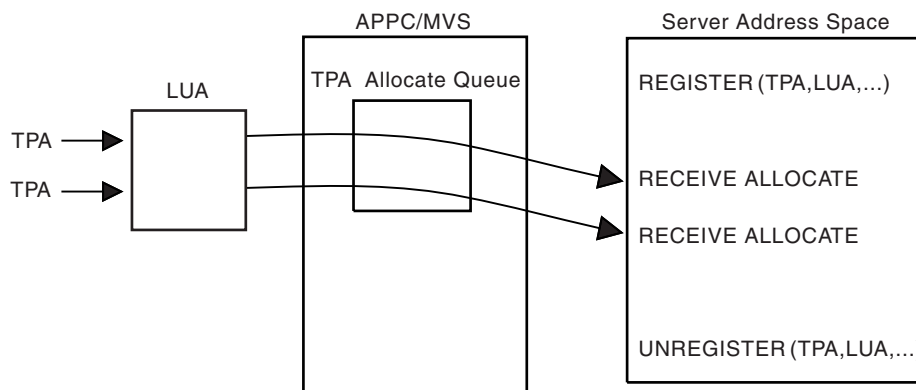 APPC/MVS
Server Address Space
TPA Allocate Queue
REGISTER (TPA,LUA,...)
LUA
TPA
TPA
RECEIVE ALLOCATE
RECEIVE ALLOCATE
UNREGISTER (TPA,LUA,...